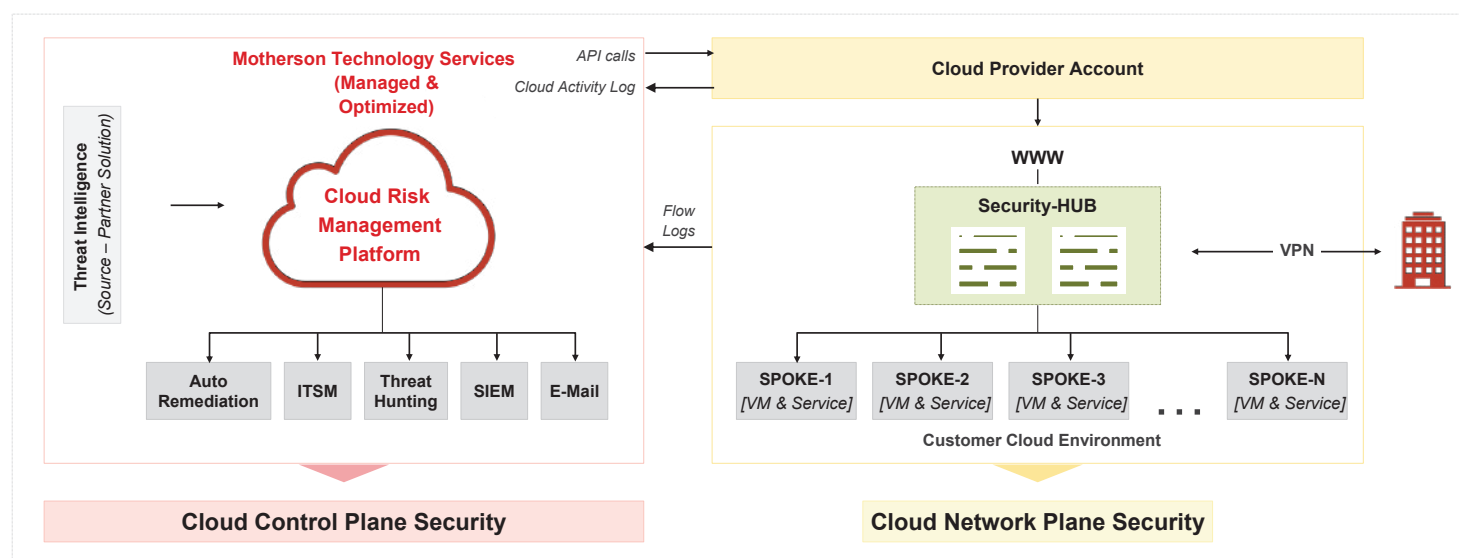 Motherson Technology Services
(Managed &
Optimized)
Threat Intelligence
(Source – Partner Solution)
Cloud Risk
Management
Platform
Auto
Remediation
ITSM
Threat
Hunting
SIEM
E-Mail
Cloud Control Plane Security
API calls
Cloud Activity Log
Flow
Logs
Cloud Provider Account
WWW
Security-HUB
VPN
SPOKE-1
[VM & Service]
SPOKE-2
[VM & Service]
SPOKE-3
[VM & Service]
...
SPOKE-N
[VM & Service]
Customer Cloud Environment
Cloud Network Plane Security